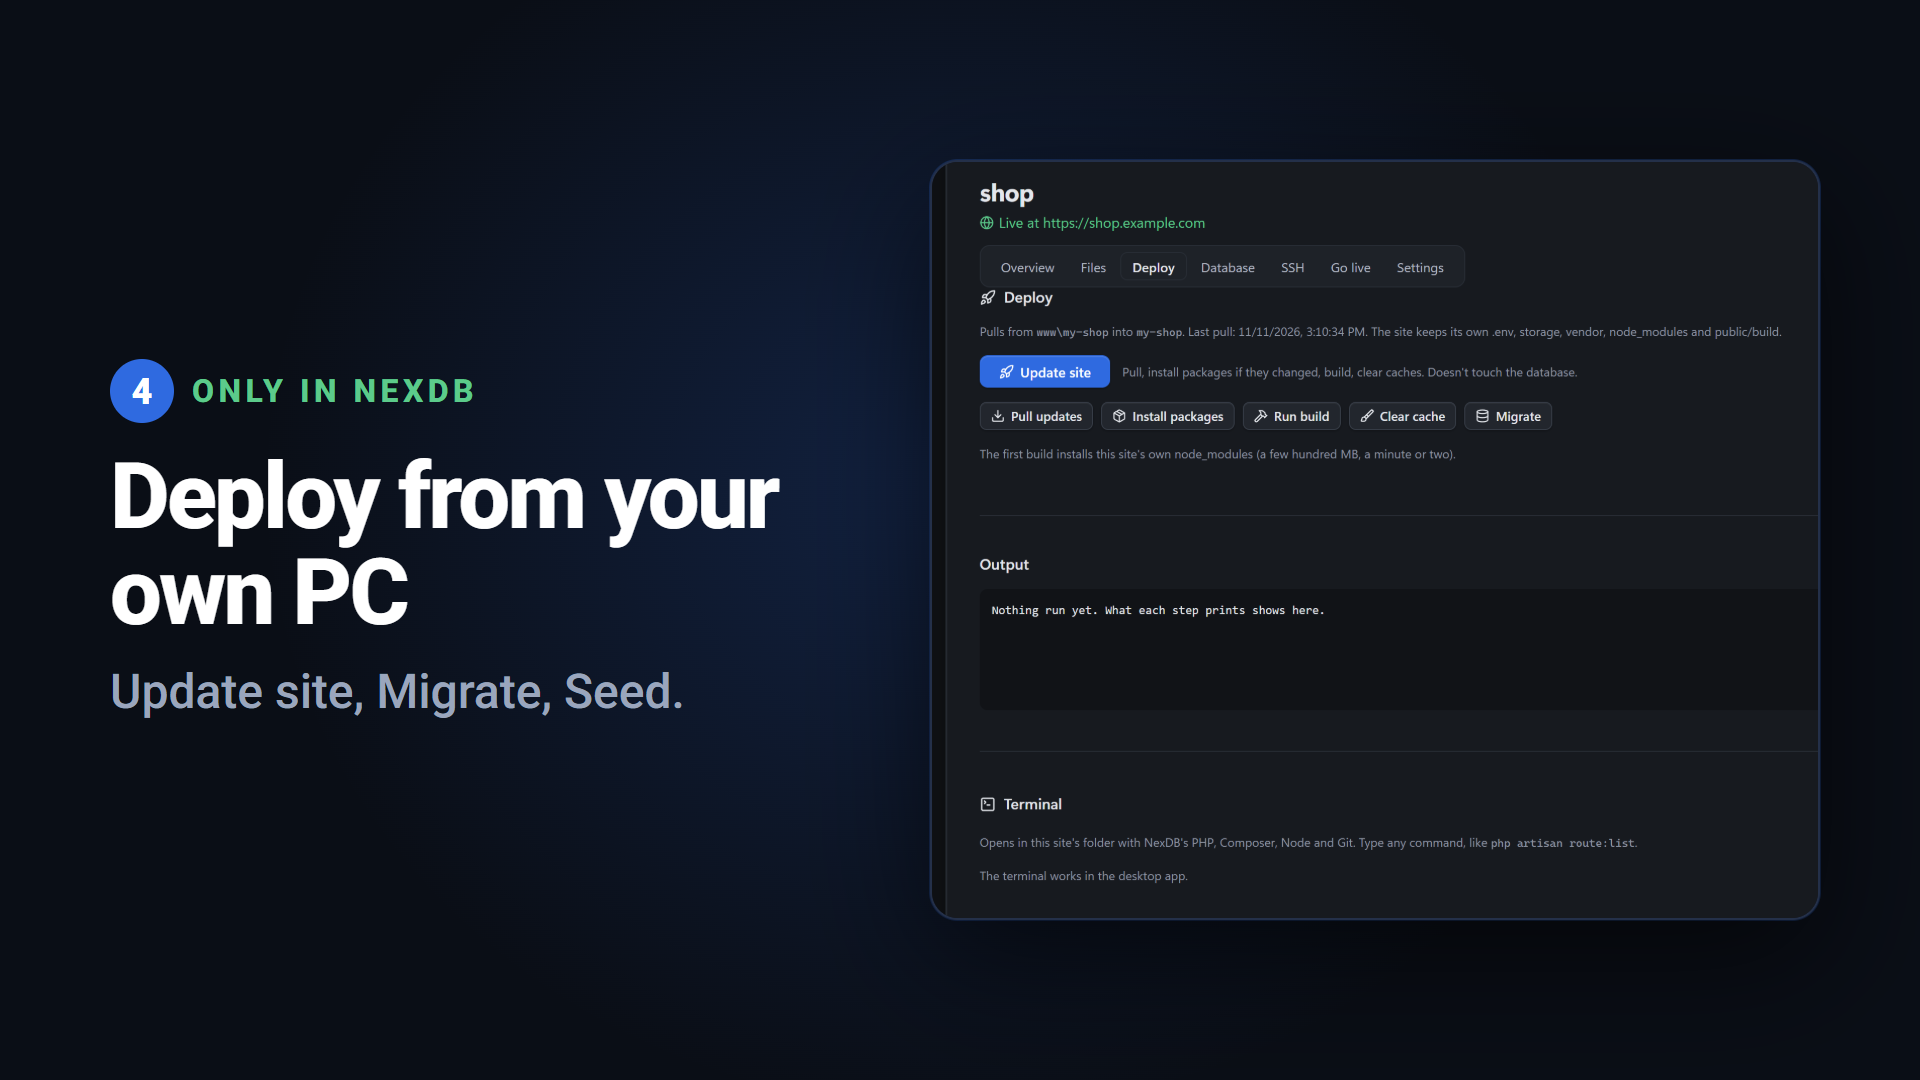 4 ONLY IN NEXDB
Deploy from your
own PC
Update site, Migrate, Seed.
shop
Live at https://shop.example.com
Overview Files Deploy Database SSH Go live Settings
Deploy
Pulls from www\my-shop into my-shop. Last pull: 11/11/2026, 3:10:34 PM. The site keeps its own .env, storage, vendor, node_modules and public/build.
Update site Pull, install packages if they changed, build, clear caches. Doesn't touch the database.
Pull updates Install packages Run build Clear cache Migrate
The first build installs this site's own node_modules (a few hundred MB, a minute or two).
Output
Nothing run yet. What each step prints shows here.
Terminal
Opens in this site's folder with NexDB's PHP, Composer, Node and Git. Type any command, like php artisan route:list.
The terminal works in the desktop app.